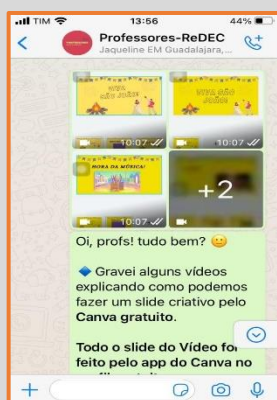 TIM 13:56 44%
Professores-ReDEC
Jaqueline EM Guadalajara,...
VIVA
SÃO JOÃO!
VIVA SÃO
JOÃO!
10:07
10:07
HORA DA MÚSICA!
10:07
+2
Oi, profs! tudo bem?
Gravei alguns vídeos
explicando como podemos
fazer um slide criativo pelo
Canva gratuito.
Todo o slide do Vídeo foi
feito pelo app do Canva no